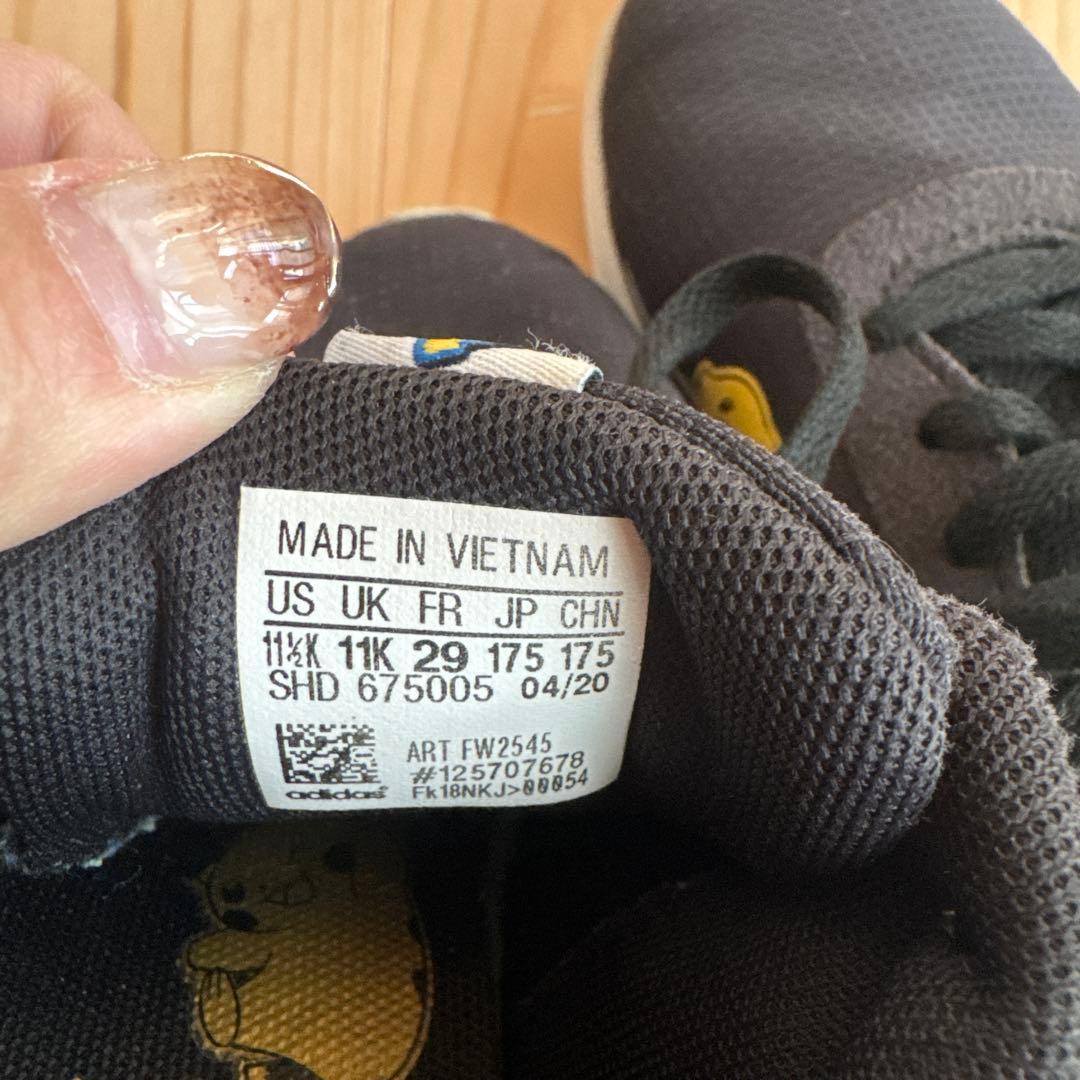 MADE IN VIETNAM
US UK FR JP CHN
11½K 11K 29 175 175
SHD 675005 04/20
ART FW2545
#125707678
adidas Fk18NKJ>00054